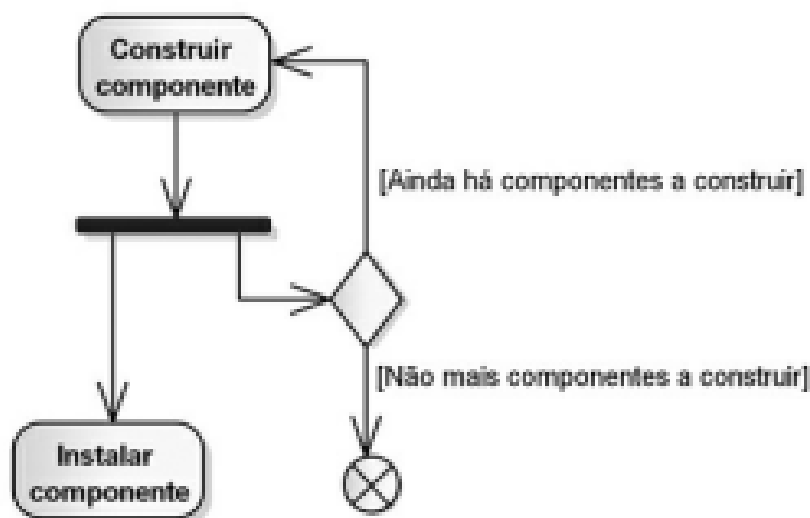 Construir
componente
[Ainda há componentes a construir]
[Não mais componentes a construir]
Instalar
componente